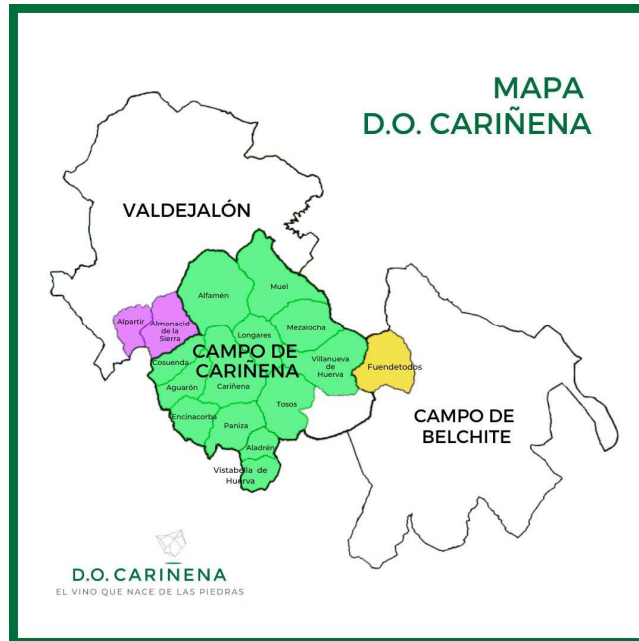 MAPA
D.O. CARIÑENA
VALDEJALÓN
Muel
Alfamén
Alpartir
Almonacid
de la
Sierra
Longares
Mezalocha
CAMPO DE
CARIÑENA
Villanueva
de
Huerva
Fuendetodos
Cosuenda
Aguarón
Cariñena
Tosos
Encinacorba
Paniza
CAMPO DE
BELCHITE
Aladrén
Vistabella de
Huerva
D.O. CARIÑENA
EL VINO QUE NACE DE LAS PIEDRAS